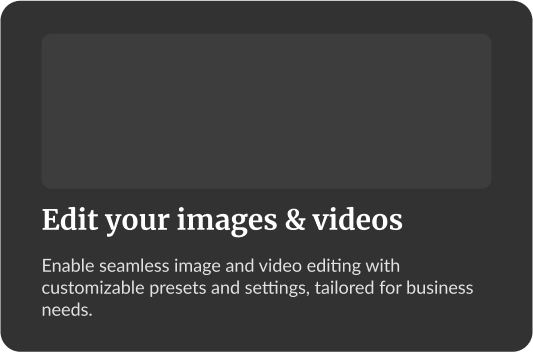 Edit your images & videos
Enable seamless image and video editing with
customizable presets and settings, tailored for business
needs.